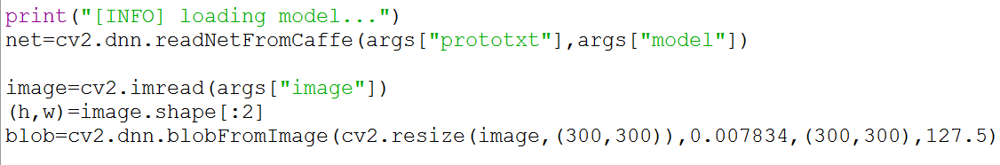 print("[INFO] loading model...")
net=cv2.dnn.readNetFromCaffe(args["prototxt"],args["model"])
image=cv2.imread(args["image"])
(h,w)=image.shape[:2]
blob=cv2.dnn.blobFromImage(cv2.resize(image,(300,300)),0.007834,(300,300),127.5)